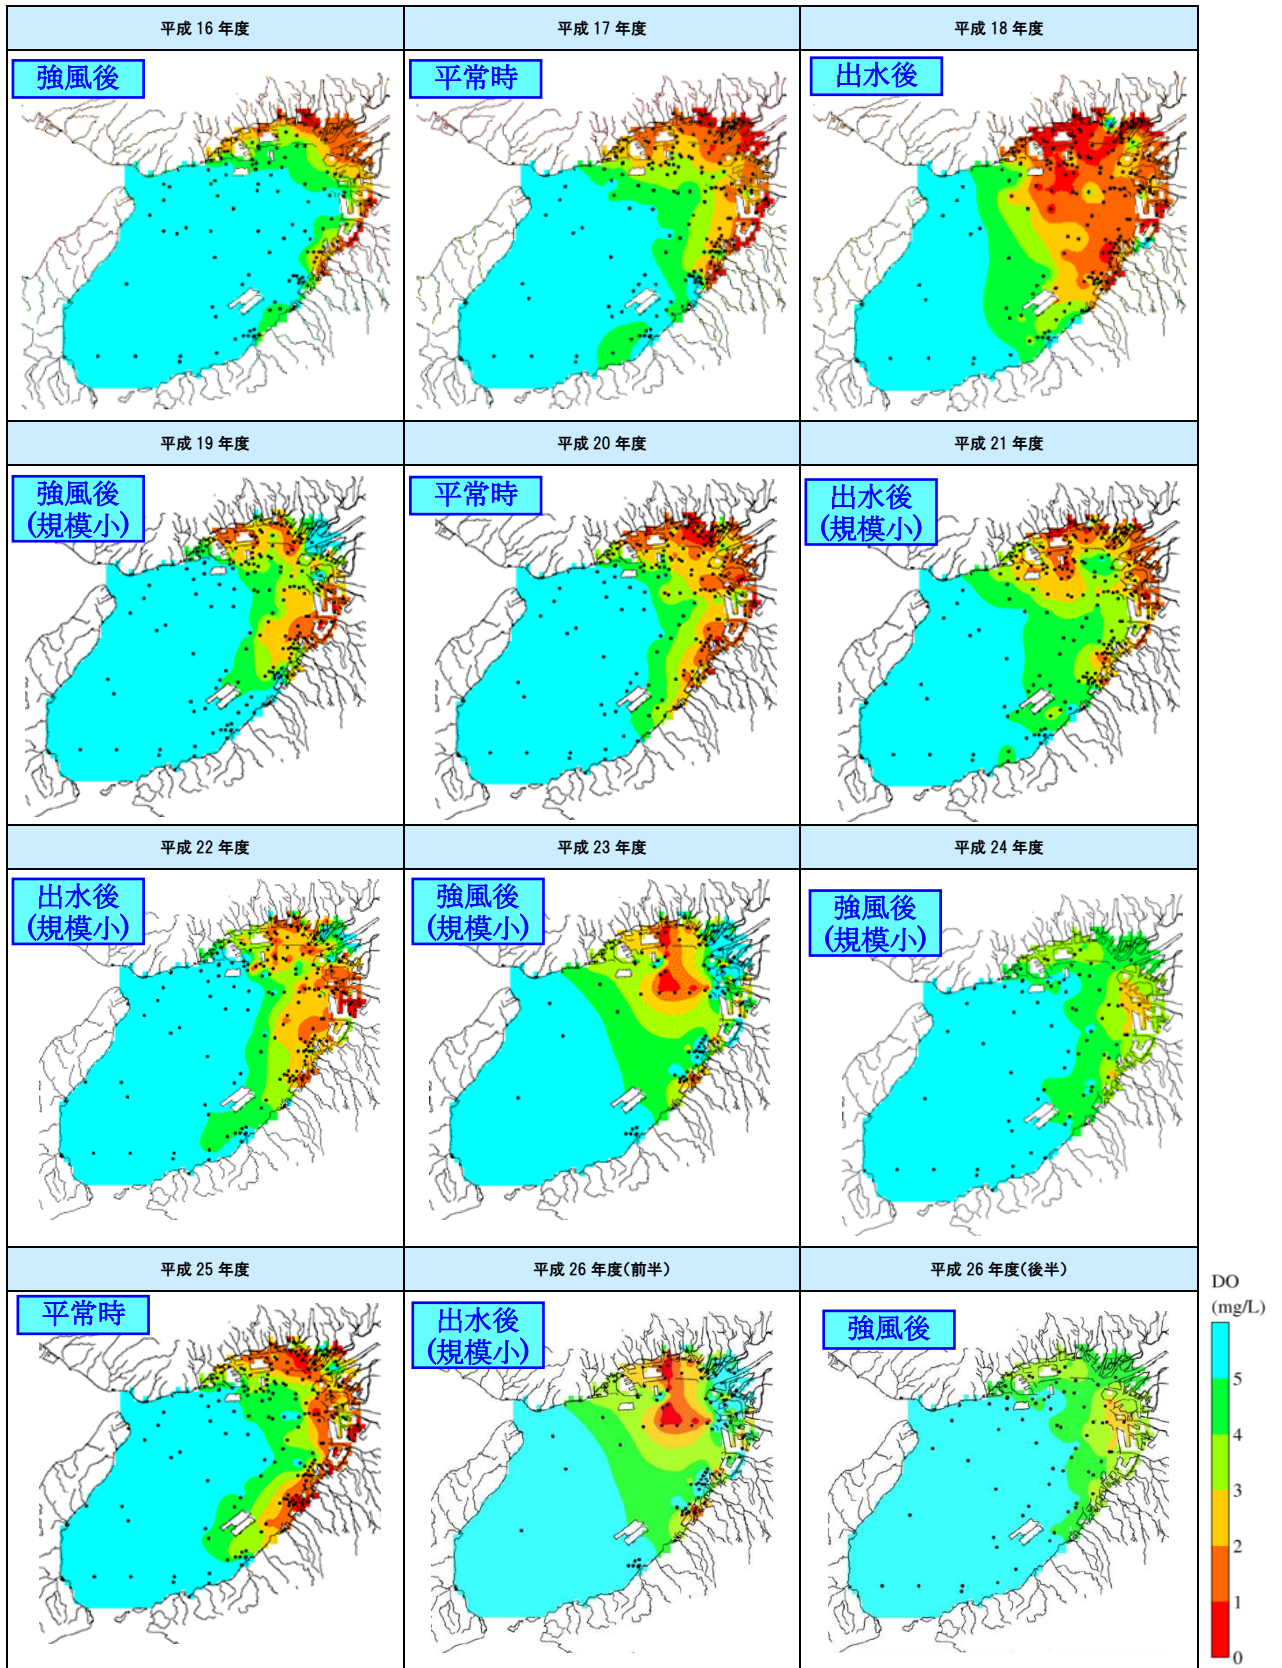 平成 16 年度
平成 17 年度
平成 18 年度
強風後
平常時
出水後
平成 19 年度
平成 20 年度
平成 21 年度
強風後
(規模小)
平常時
出水後
(規模小)
平成 22 年度
平成 23 年度
平成 24 年度
出水後
(規模小)
強風後
(規模小)
強風後
(規模小)
平成 25 年度
平成 26 年度(前半)
平成 26 年度(後半)
平常時
出水後
(規模小)
強風後
DO
(mg/L)
5
4
3
2
1
0